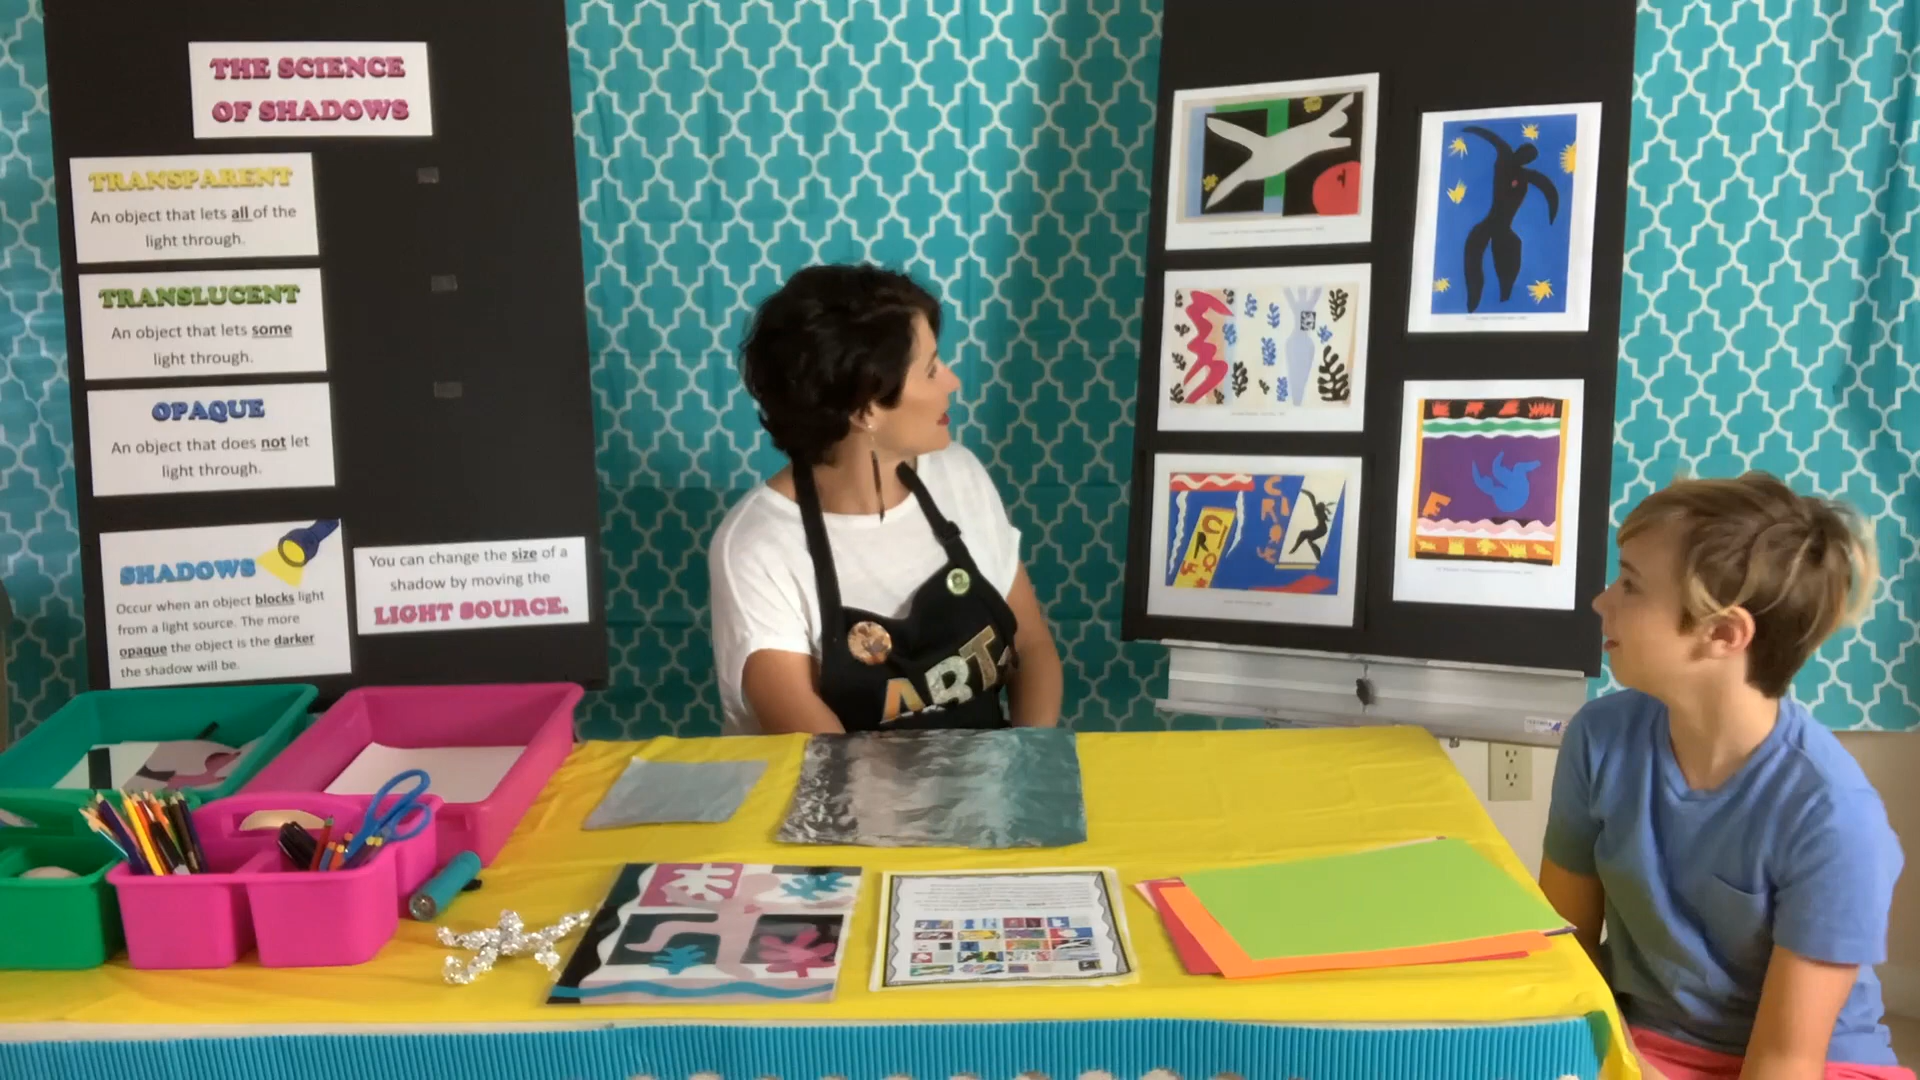 THE SCIENCE
OF SHADOWS
TRANSPARENT
An object that lets all of the
light through.
TRANSLUCENT
An object that lets some
light through.
OPAQUE
An object that does not let
light through.
SHADOWS
Occur when an object blocks light
from a light source. The more
opaque the object is the darker
the shadow will be.
You can change the size of a
shadow by moving the
LIGHT SOURCE.
ART
CIRQUE
CIRQUE